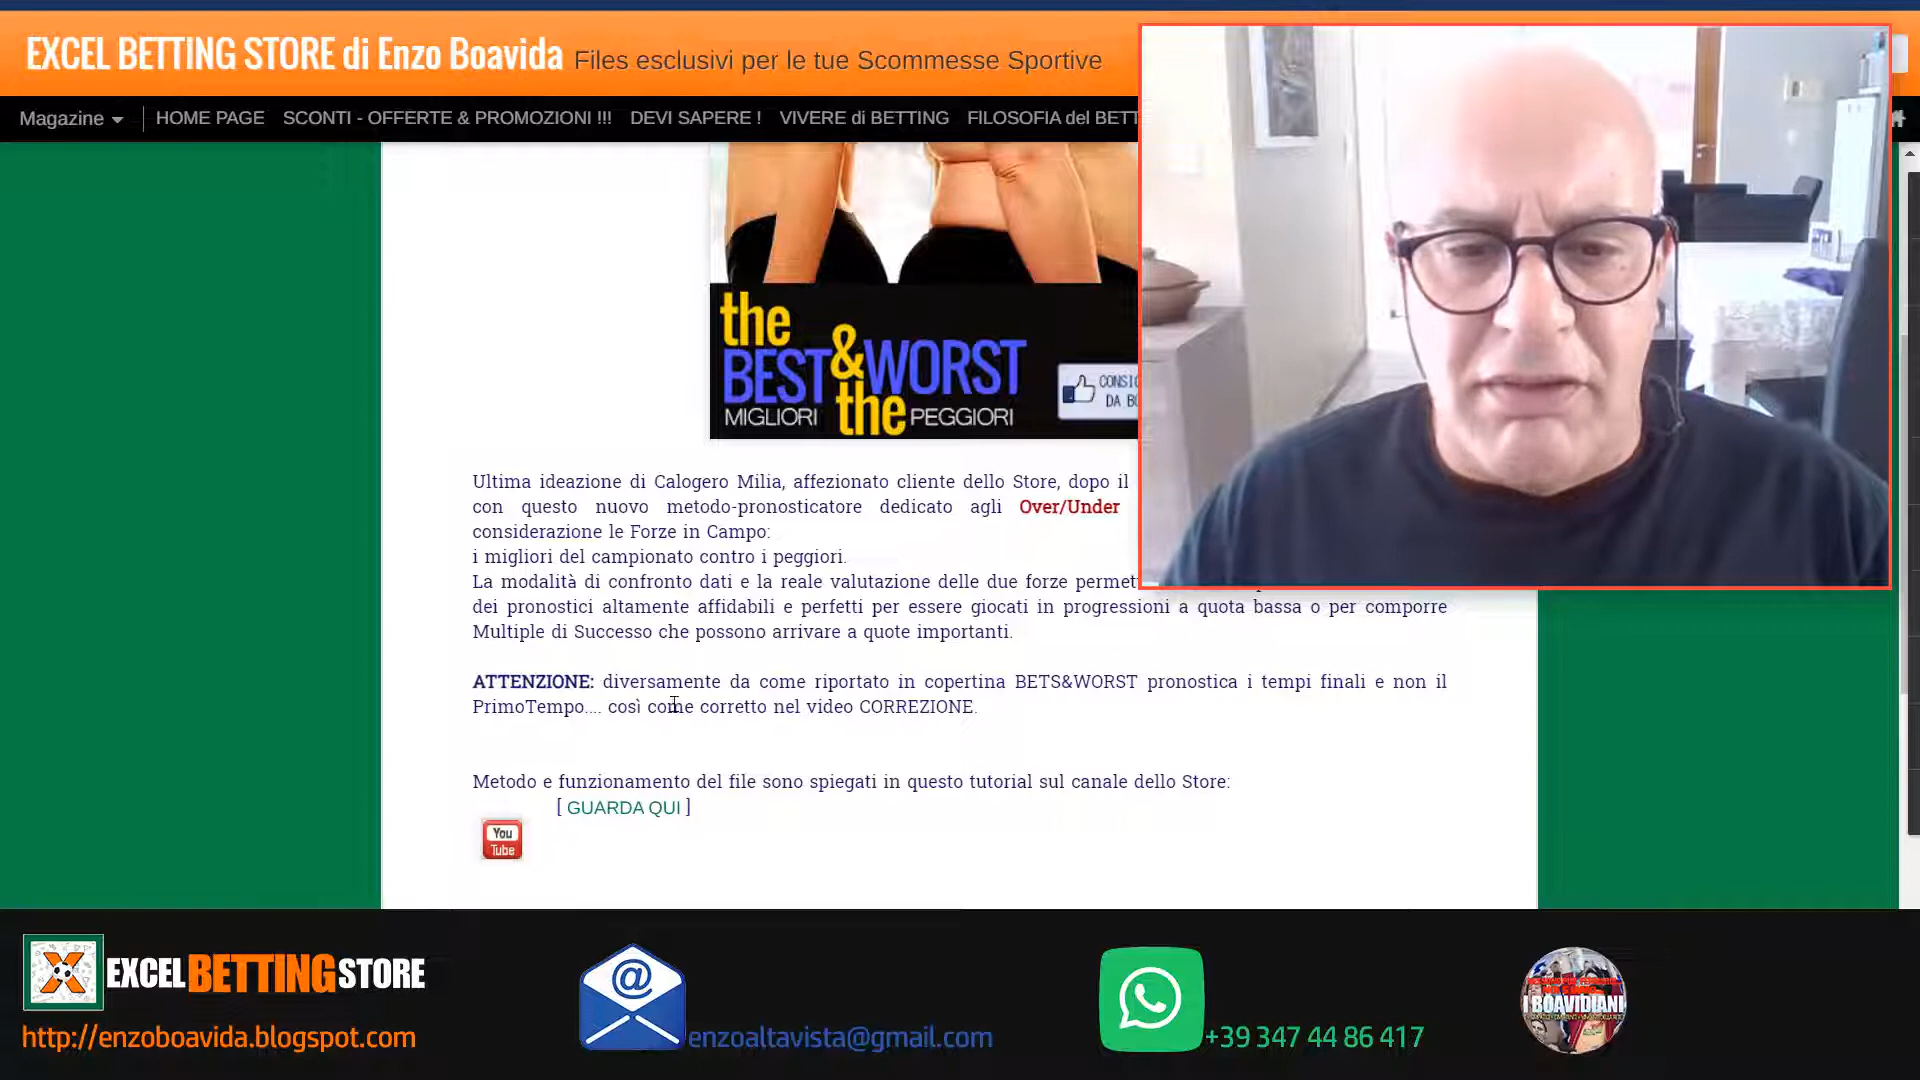 EXCEL BETTING STORE di Enzo Boavida Files esclusivi per le tue Scommesse Sportive
Magazine HOME PAGE SCONTI - OFFERTE & PROMOZIONI !!! DEVI SAPERE ! VIVERE di BETTING FILOSOFIA del BETT
the
BEST & WORST
MIGLIORI the PEGGIORI
CONSIG
DA BO
Ultima ideazione di Calogero Milia, affezionato cliente dello Store, dopo il
con questo nuovo metodo-pronosticatore dedicato agli Over/Under
considerazione le Forze in Campo:
i migliori del campionato contro i peggiori.
La modalità di confronto dati e la reale valutazione delle due forze permett
dei pronostici altamente affidabili e perfetti per essere giocati in progressioni a quota bassa o per comporre
Multiple di Successo che possono arrivare a quote importanti.
ATTENZIONE: diversamente da come riportato in copertina BETS&WORST pronostica i tempi finali e non il
PrimoTempo.... così come corretto nel video CORREZIONE.
Metodo e funzionamento del file sono spiegati in questo tutorial sul canale dello Store:
[ GUARDA QUI ]
You
Tube
X EXCEL BETTING STORE
http://enzoboavida.blogspot.com
@
enzoaltavista@gmail.com
+39 347 44 86 417
I BOAVIDIANI